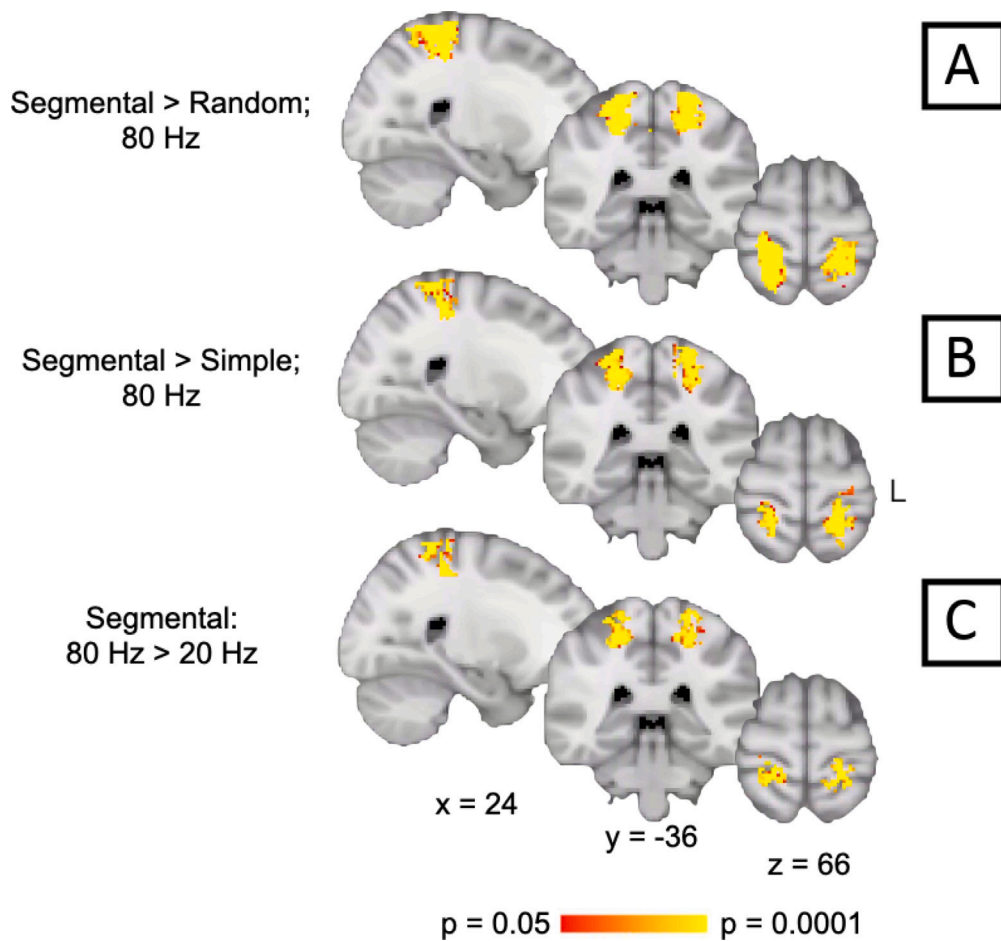 A
Segmental > Random;
80 Hz
B
Segmental > Simple;
80 Hz
L
C
Segmental:
80 Hz > 20 Hz
x = 24
y = -36
z = 66
p = 0.05
p = 0.0001